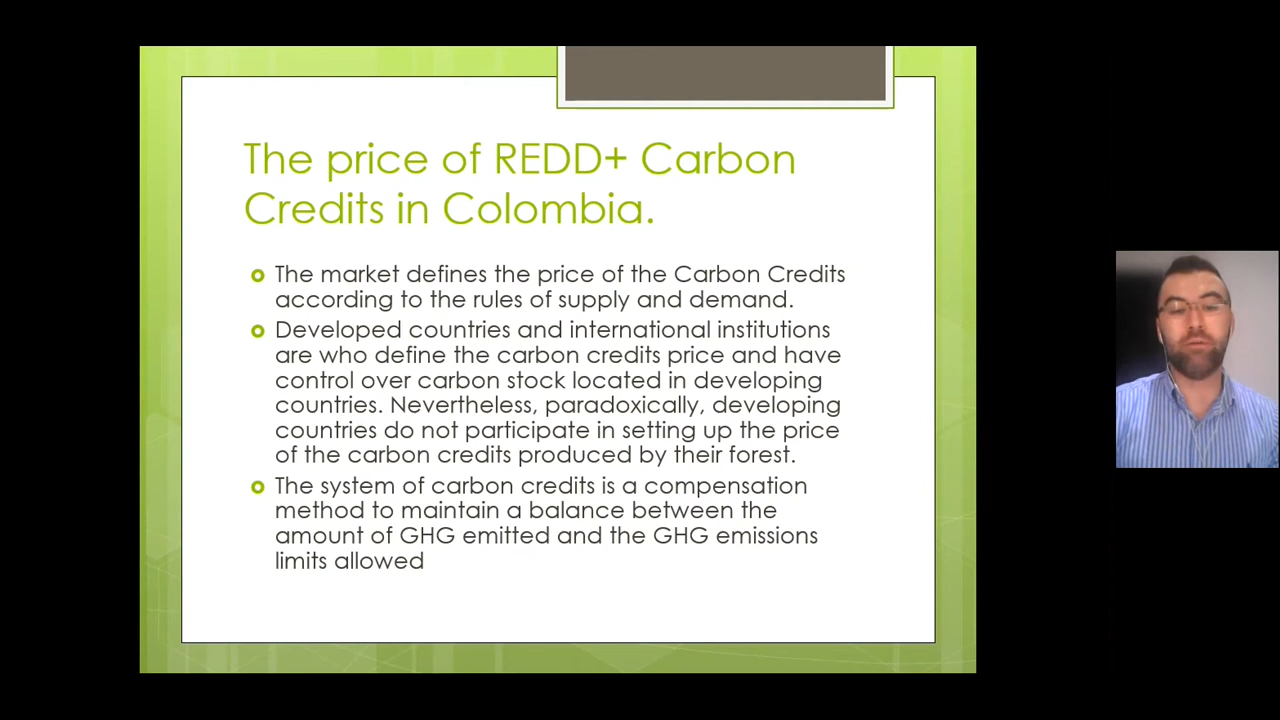 The price of REDD+ Carbon
Credits in Colombia.
The market defines the price of the Carbon Credits
according to the rules of supply and demand.
Developed countries and international institutions
are who define the carbon credits price and have
control over carbon stock located in developing
countries. Nevertheless, paradoxically, developing
countries do not participate in setting up the price
of the carbon credits produced by their forest.
The system of carbon credits is a compensation
method to maintain a balance between the
amount of GHG emitted and the GHG emissions
limits allowed